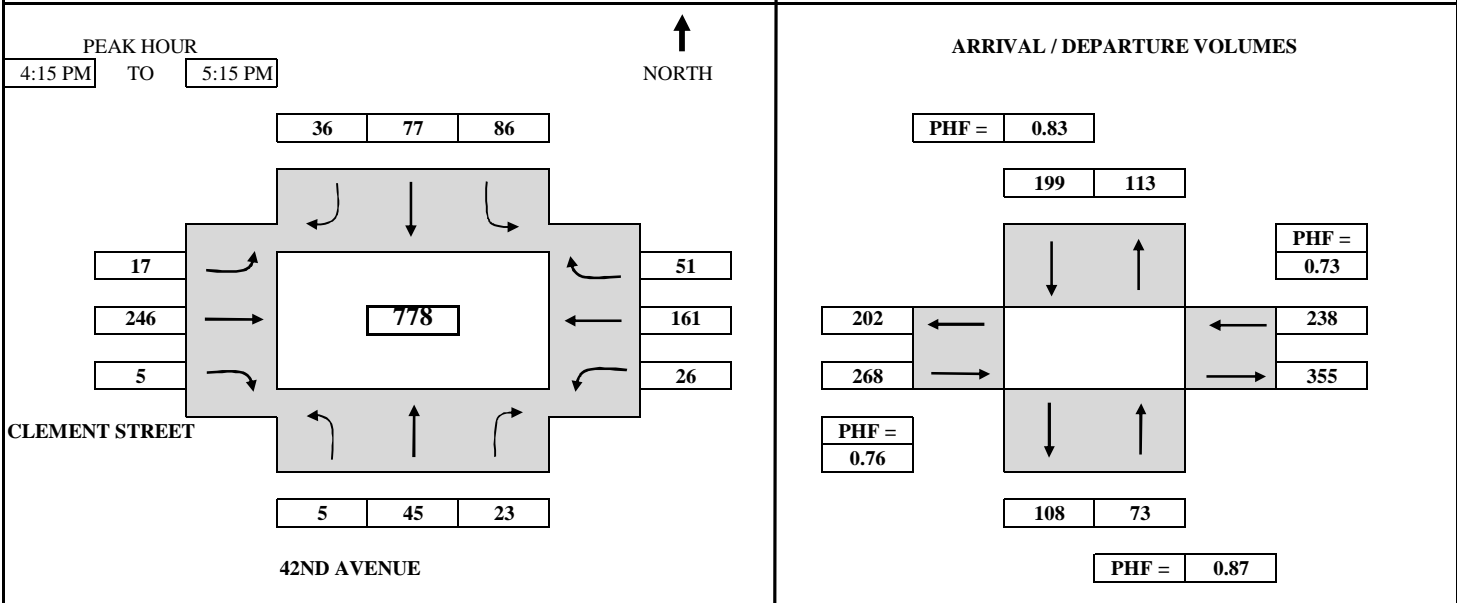 PEAK HOUR
4:15 PM TO 5:15 PM
NORTH
36 77 86
17
246
5
778
51
161
26
CLEMENT STREET
5 45 23
42ND AVENUE
ARRIVAL / DEPARTURE VOLUMES
PHF = 0.83
199 113
PHF =
0.73
202
268
238
355
PHF =
0.76
108 73
PHF = 0.87